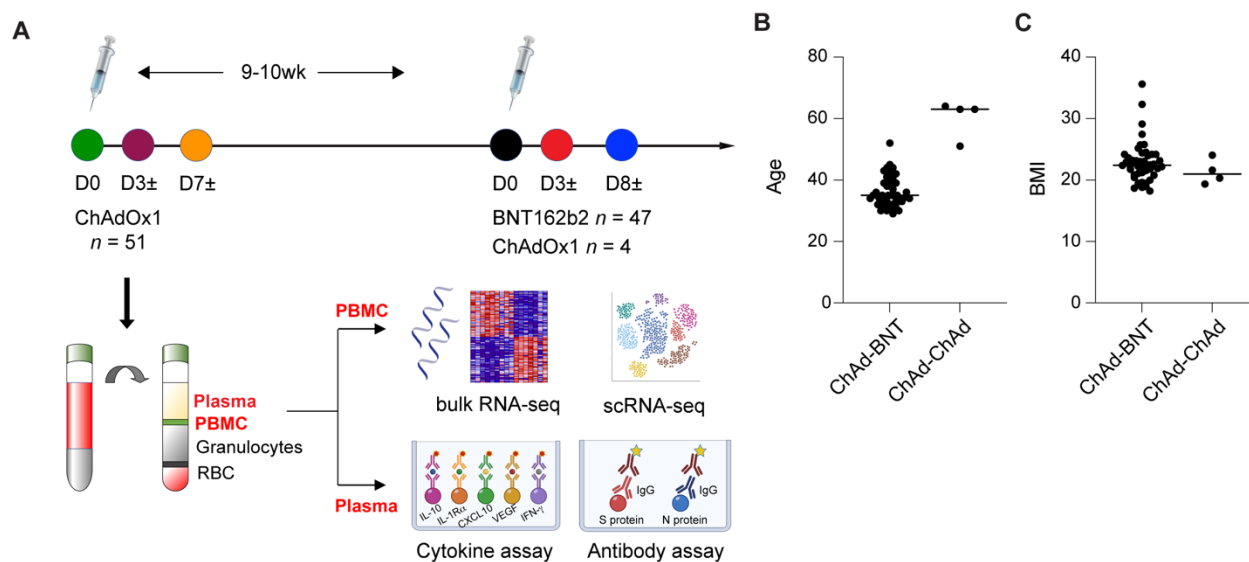 A
9-10wk
D0 D3± D7± D0 D3± D8±
ChAdOx1
n = 51
BNT162b2 n = 47
ChAdOx1 n = 4
Plasma
PBMC
Granulocytes
RBC
PBMC
bulk RNA-seq
scRNA-seq
Plasma
IL-10 IL-1Rα CXCL10 VEGF IFN-γ
Cytokine assay
IgG IgG
S protein N protein
Antibody assay
B
Age
80
60
40
20
0
ChAd-BNT
ChAd-ChAd
C
BMI
40
30
20
10
0
ChAd-BNT
ChAd-ChAd